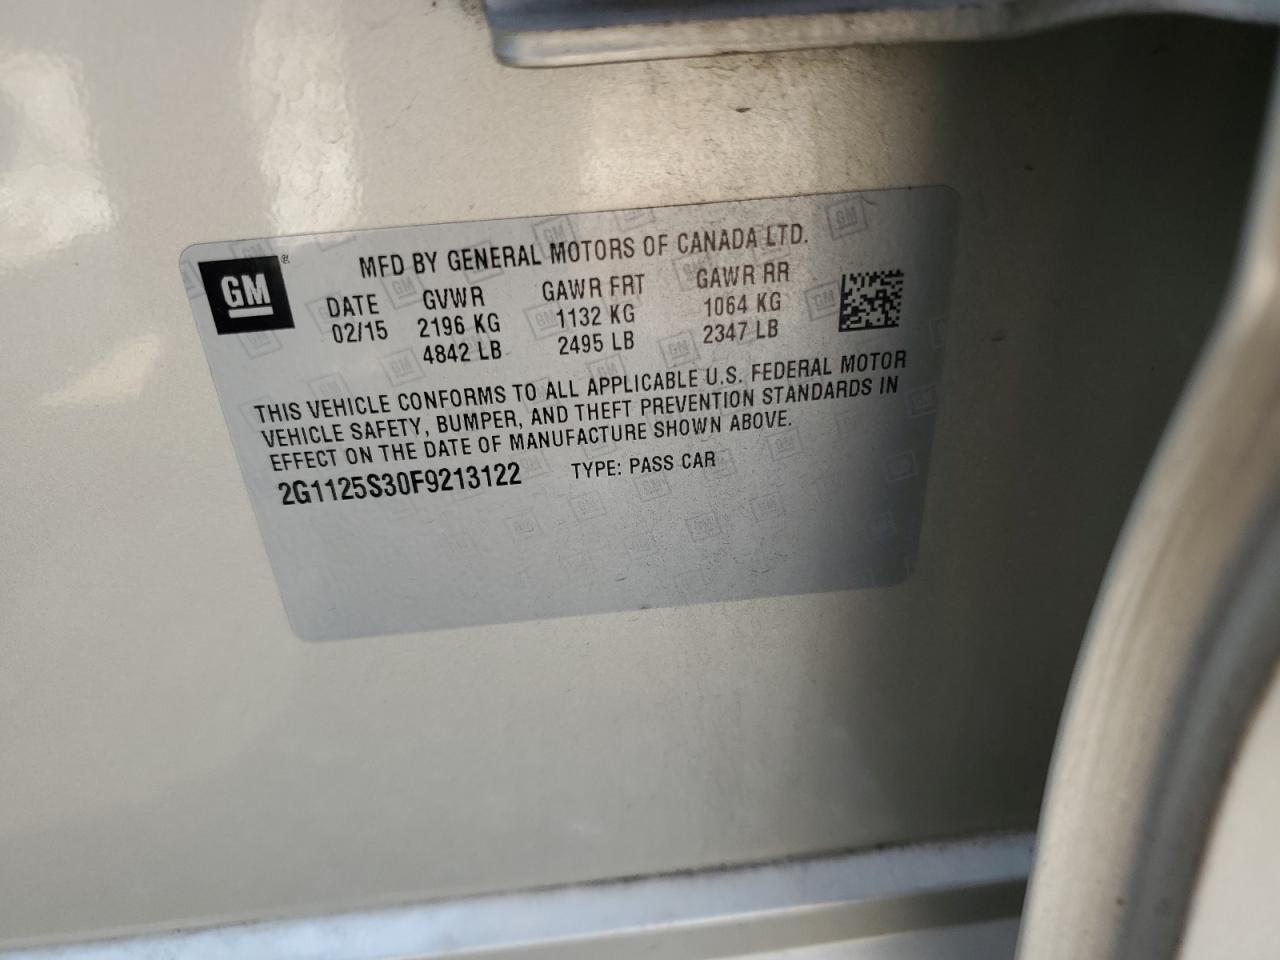 GM
MFD BY GENERAL MOTORS OF CANADA LTD.
DATE GVWR GAWR FRT GAWR RR
02/15 2196 KG 1132 KG 1064 KG
4842 LB 2495 LB 2347 LB
THIS VEHICLE CONFORMS TO ALL APPLICABLE U.S. FEDERAL MOTOR
VEHICLE SAFETY, BUMPER, AND THEFT PREVENTION STANDARDS IN
EFFECT ON THE DATE OF MANUFACTURE SHOWN ABOVE.
2G1125S30F9213122 TYPE: PASS CAR